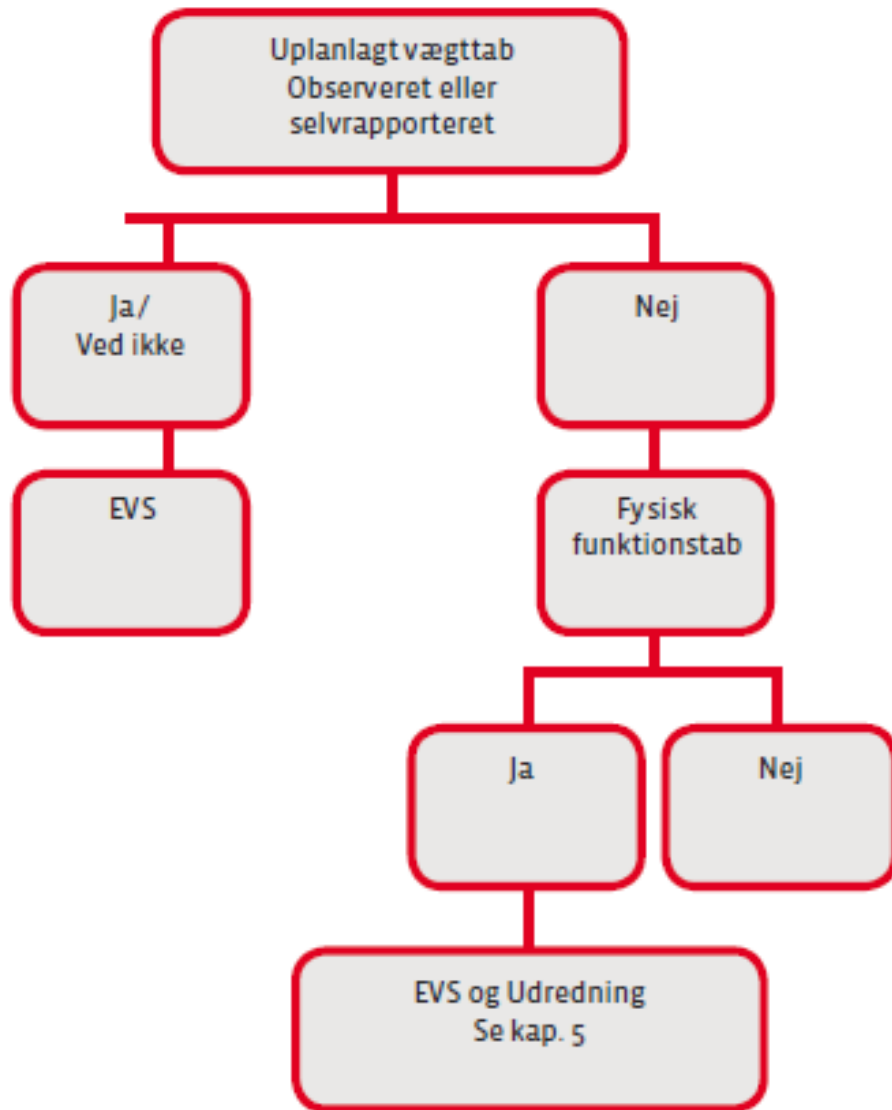 Uplanlagt vægttab
Observeret eller
selvrapporteret
Ja/
Ved ikke
Nej
EVS
Fysisk
funktionstab
Ja
Nej
EVS og Udredning
Se kap. 5